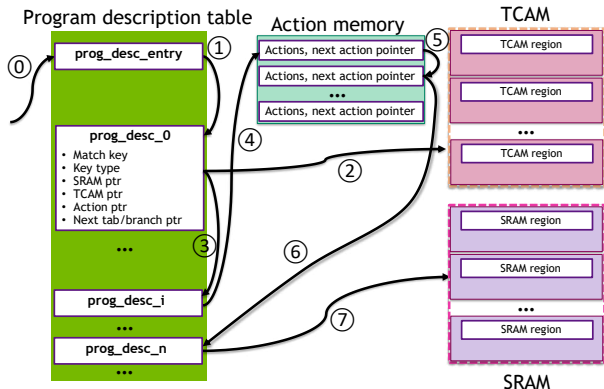 Program description table
Action memory
TCAM
⓪
prog_desc_entry
①
Actions, next action pointer
⑤
Actions, next action pointer
...
Actions, next action pointer
TCAM region
TCAM region
...
TCAM region
prog_desc_0
• Match key
• Key type
• SRAM ptr
• TCAM ptr
• Action ptr
• Next tab/branch ptr
...
④
②
③
⑥
SRAM region
SRAM region
...
SRAM region
prog_desc_i
...
⑦
prog_desc_n
...
SRAM